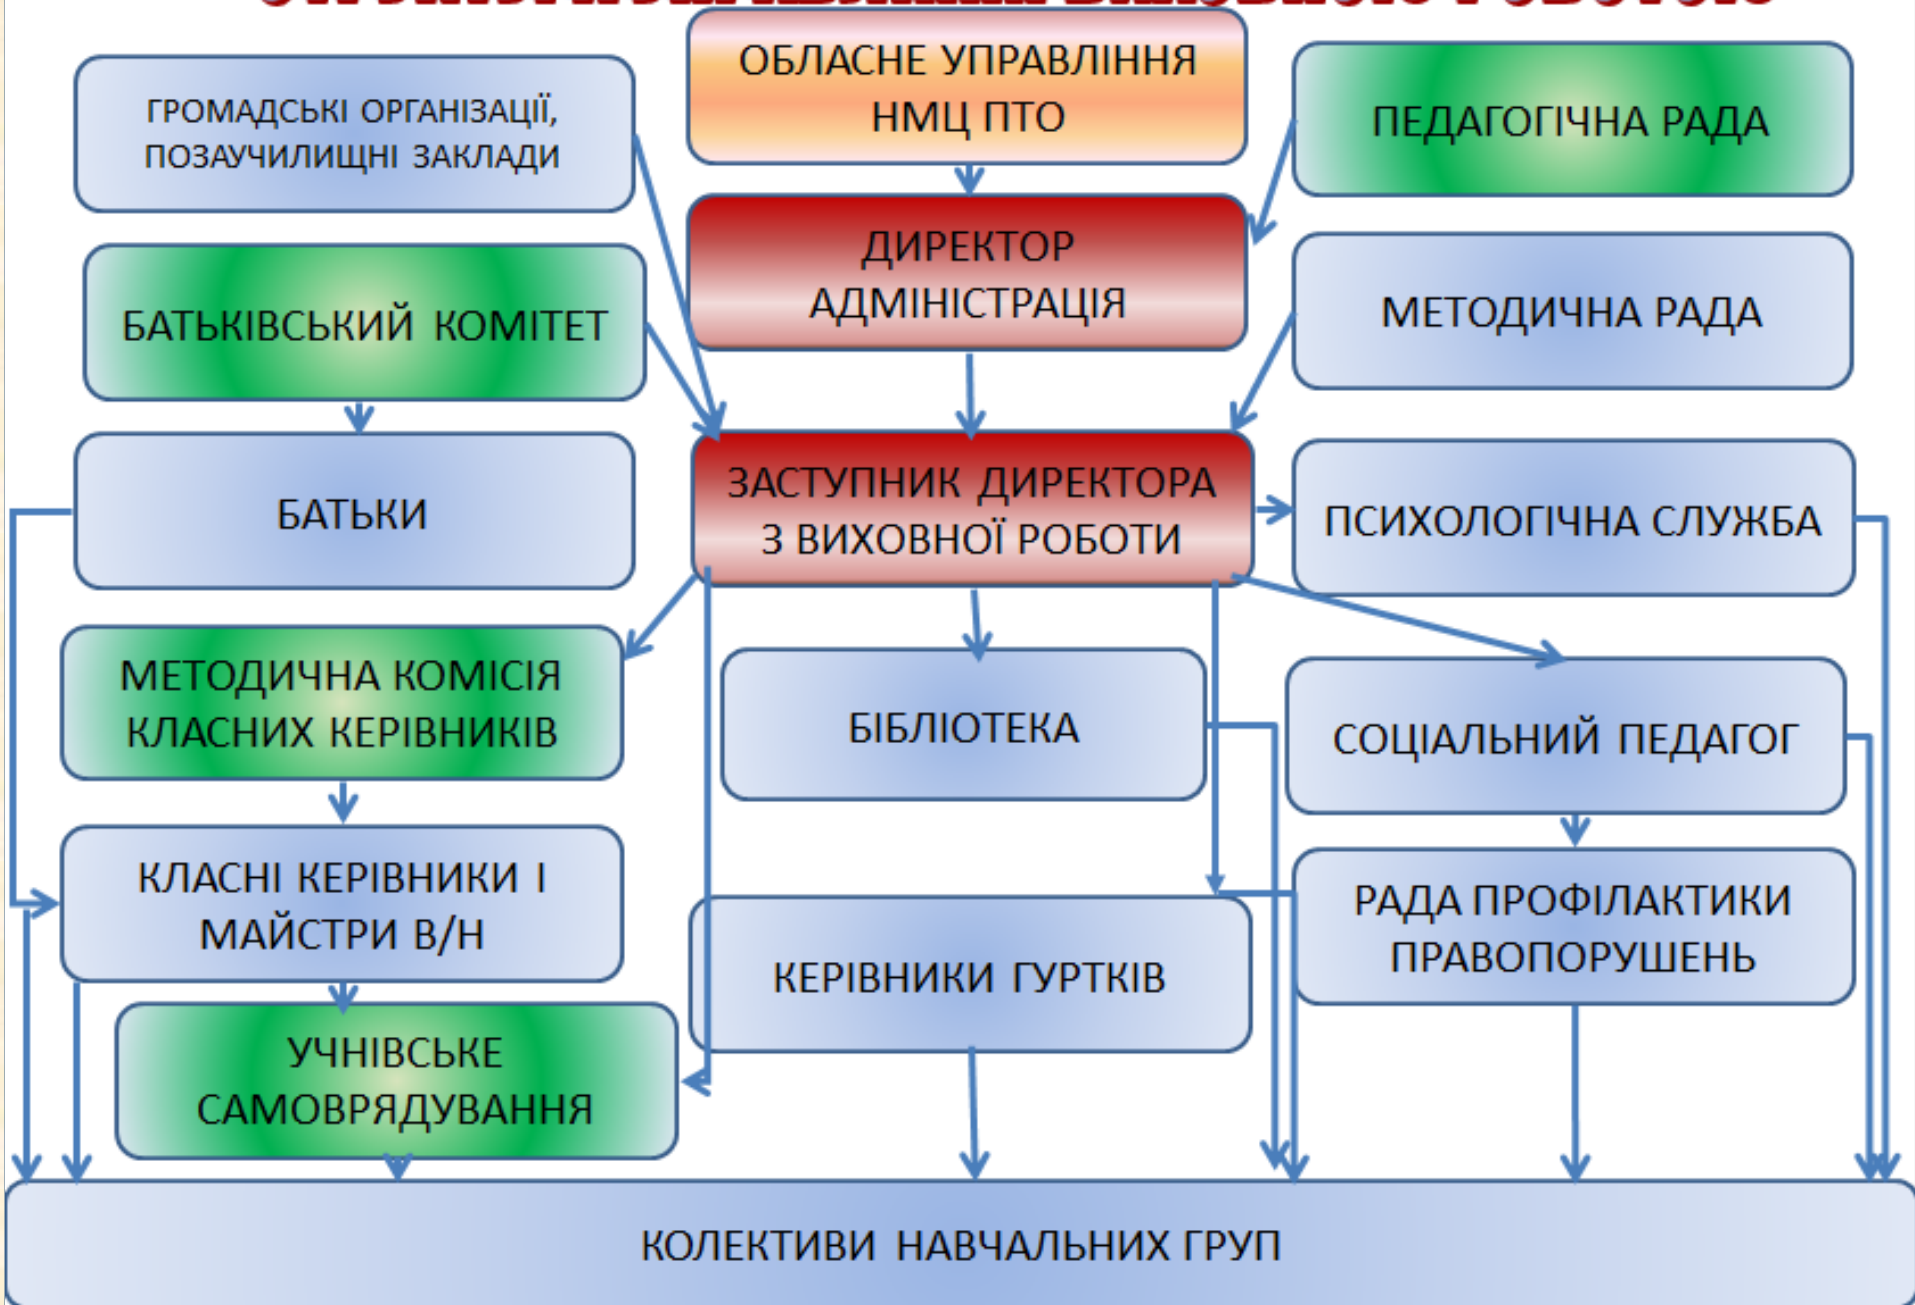 ОБЛАСНЕ УПРАВЛІННЯ
НМЦ ПТО
ГРОМАДСЬКІ ОРГАНІЗАЦІЇ,
ПОЗАУЧИЛИЩНІ ЗАКЛАДИ
ПЕДАГОГІЧНА РАДА
ДИРЕКТОР
АДМІНІСТРАЦІЯ
БАТЬКІВСЬКИЙ КОМІТЕТ
МЕТОДИЧНА РАДА
БАТЬКИ
ЗАСТУПНИК ДИРЕКТОРА
З ВИХОВНОЇ РОБОТИ
ПСИХОЛОГІЧНА СЛУЖБА
МЕТОДИЧНА КОМІСІЯ
КЛАСНИХ КЕРІВНИКІВ
БІБЛІОТЕКА
СОЦІАЛЬНИЙ ПЕДАГОГ
КЛАСНІ КЕРІВНИКИ І
МАЙСТРИ В/Н
РАДА ПРОФІЛАКТИКИ
ПРАВОПОРУШЕНЬ
КЕРІВНИКИ ГУРТКІВ
УЧНІВСЬКЕ
САМОВРЯДУВАННЯ
КОЛЕКТИВИ НАВЧАЛЬНИХ ГРУП